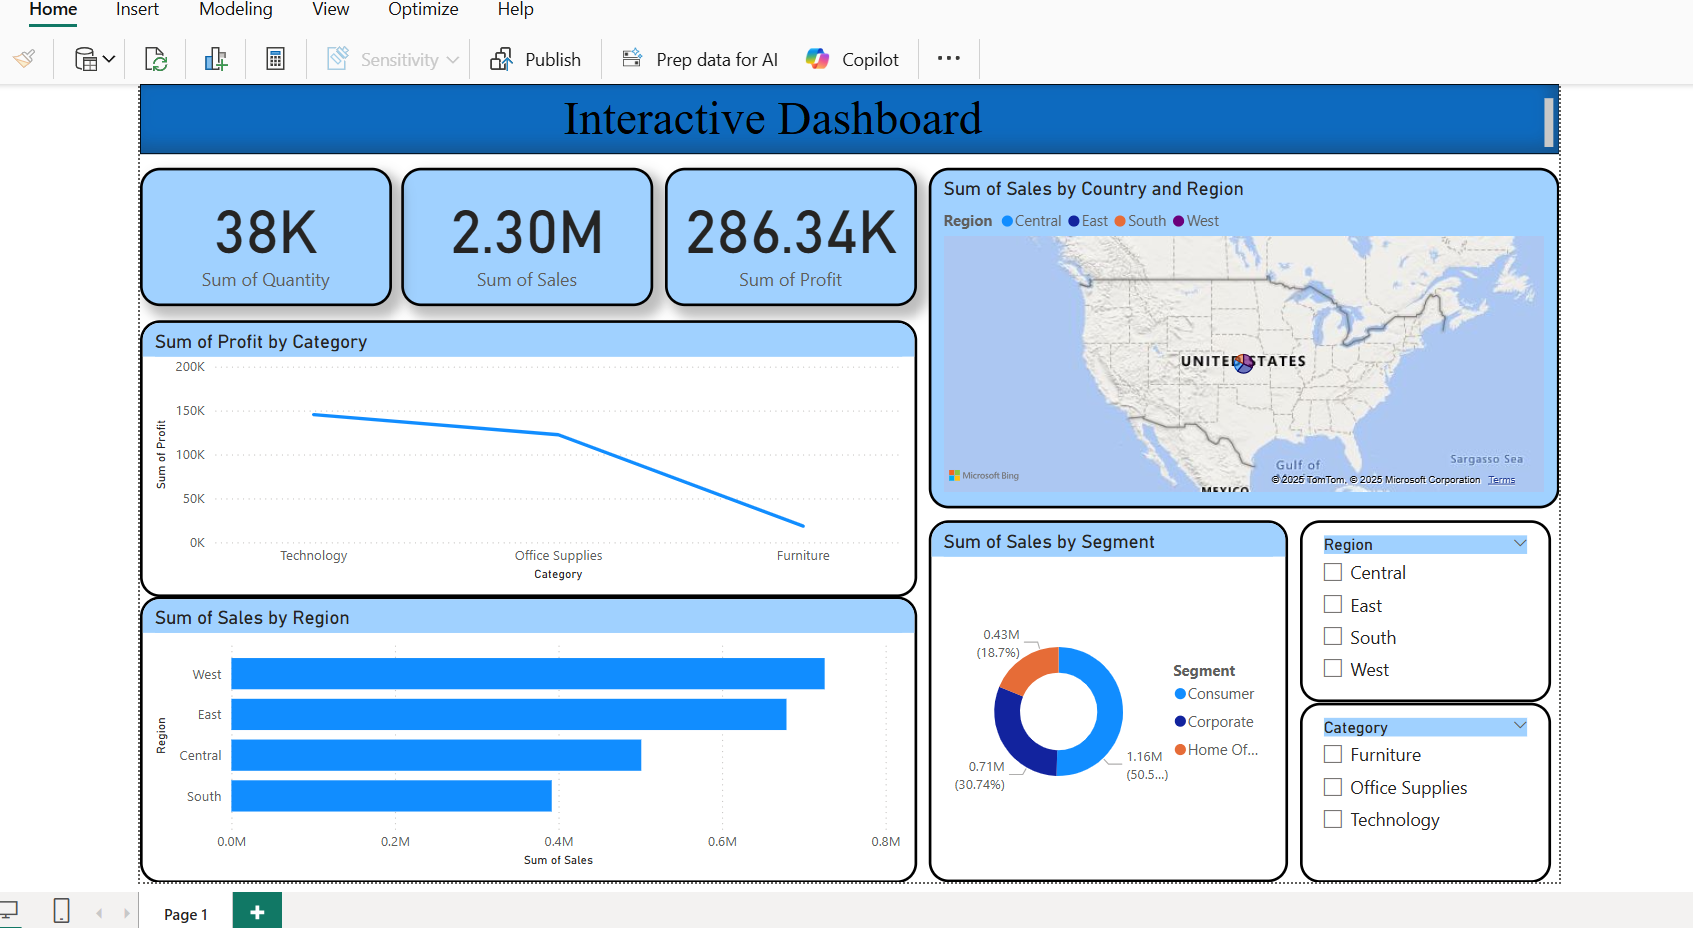 Home Insert Modeling View Optimize Help
Sensitivity Publish Prep data for AI Copilot ...
Interactive Dashboard
38K
Sum of Quantity
2.30M
Sum of Sales
286.34K
Sum of Profit
Sum of Sales by Country and Region
Region Central East South West
UNITED STATES
MEXICO
Gulf of
Sargasso Sea
Microsoft Bing
© 2025 TomTom, © 2025 Microsoft Corporation Terms
Sum of Profit by Category
200K
150K
100K
50K
0K
Sum of Profit
Technology Office Supplies Furniture
Category
Sum of Sales by Region
Region
West
East
Central
South
0.0M 0.2M 0.4M 0.6M 0.8M
Sum of Sales
Sum of Sales by Segment
0.43M
(18.7%)
0.71M
(30.74%)
1.16M
(50.5...)
Segment
Consumer
Corporate
Home Of...
Region
Central
East
South
West
Category
Furniture
Office Supplies
Technology
Page 1